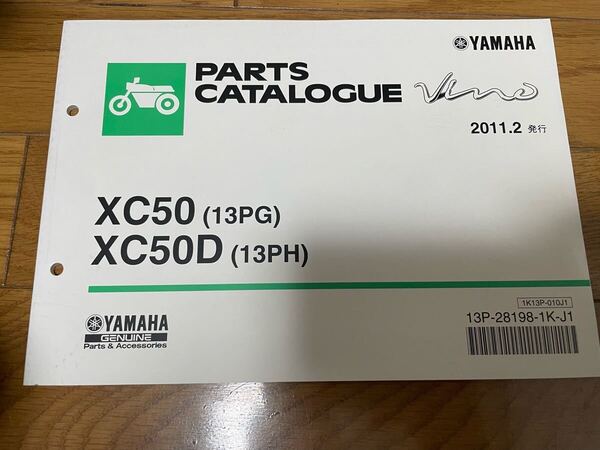 YAMAHA
PARTS
CATALOGUE
Vino
2011.2 発行
XC50 (13PG)
XC50D (13PH)
1K13P-010J1
13P-28198-1K-J1
YAMAHA
GENUINE
Parts & Accessories